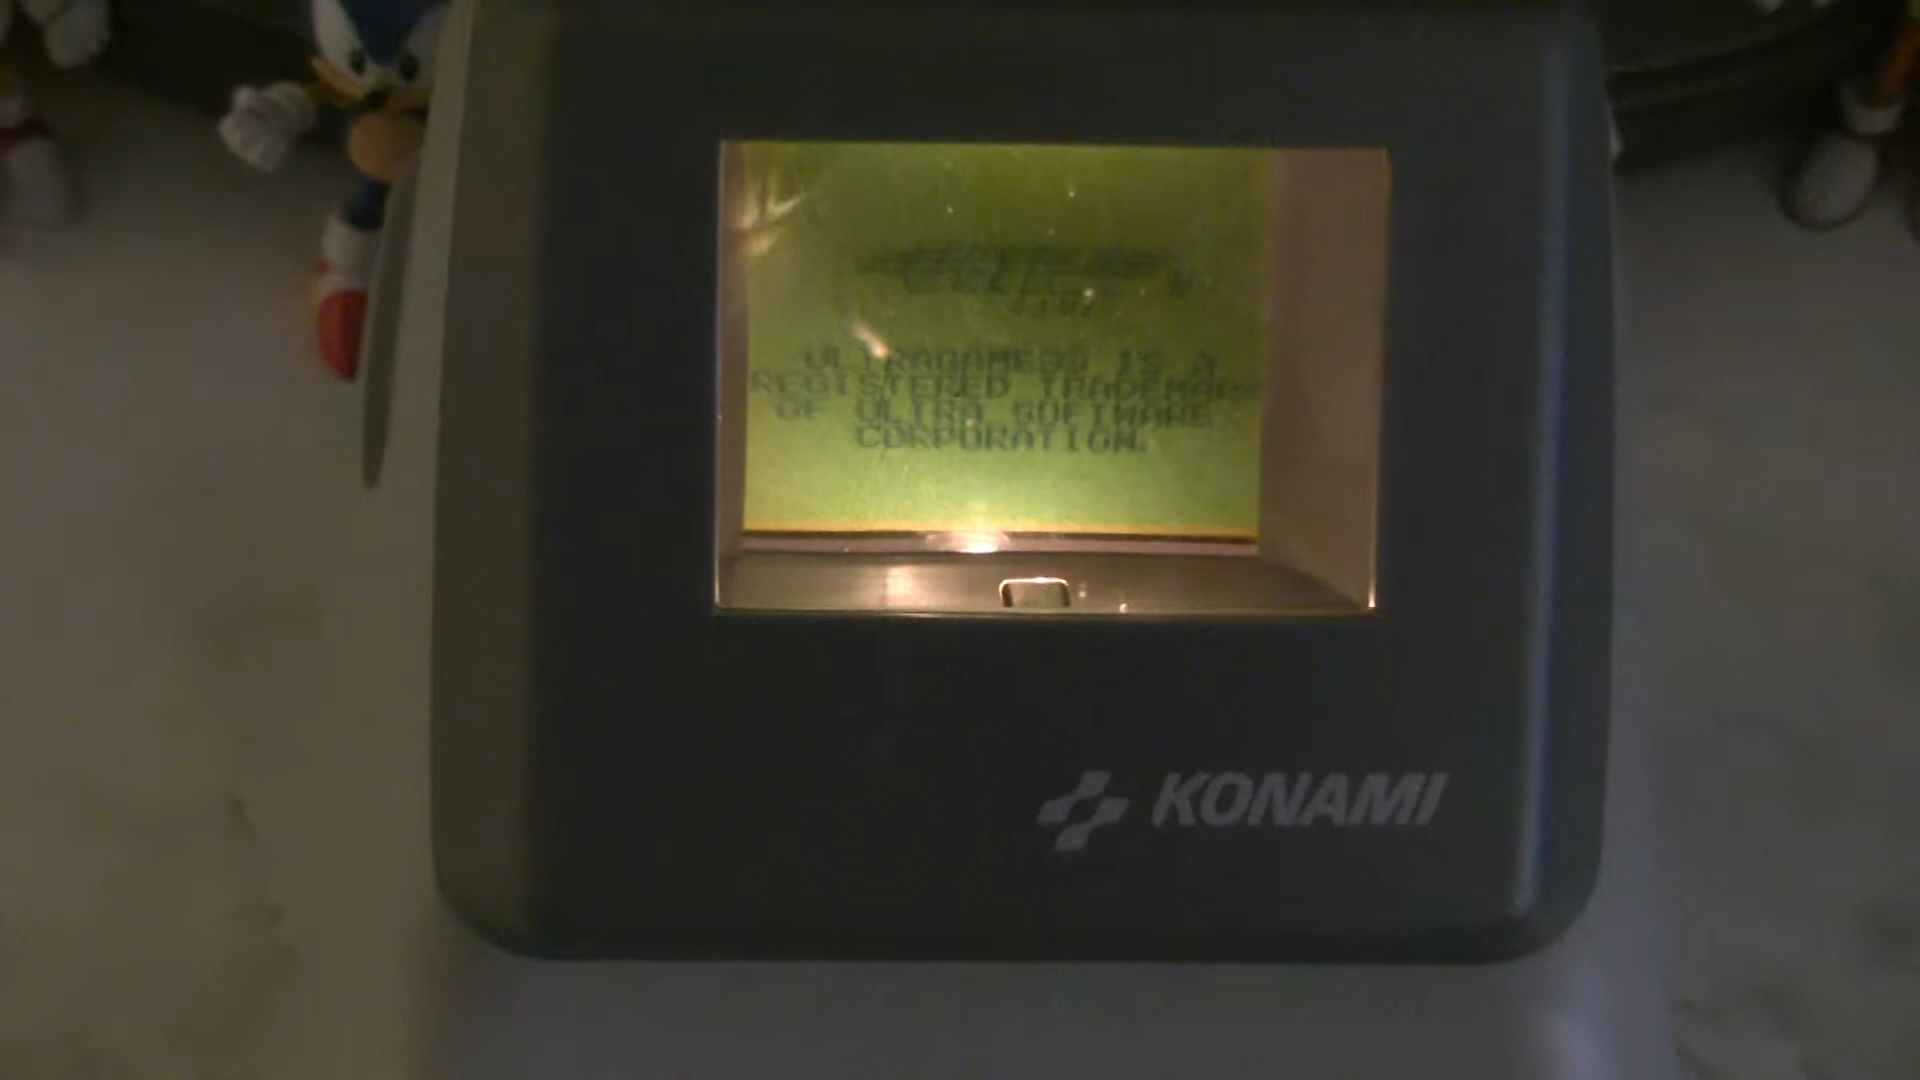 ULTRAGAMES® IS A
REGISTERED TRADEMARK
OF ULTRA SOFTWARE
CORPORATION.
KONAMI